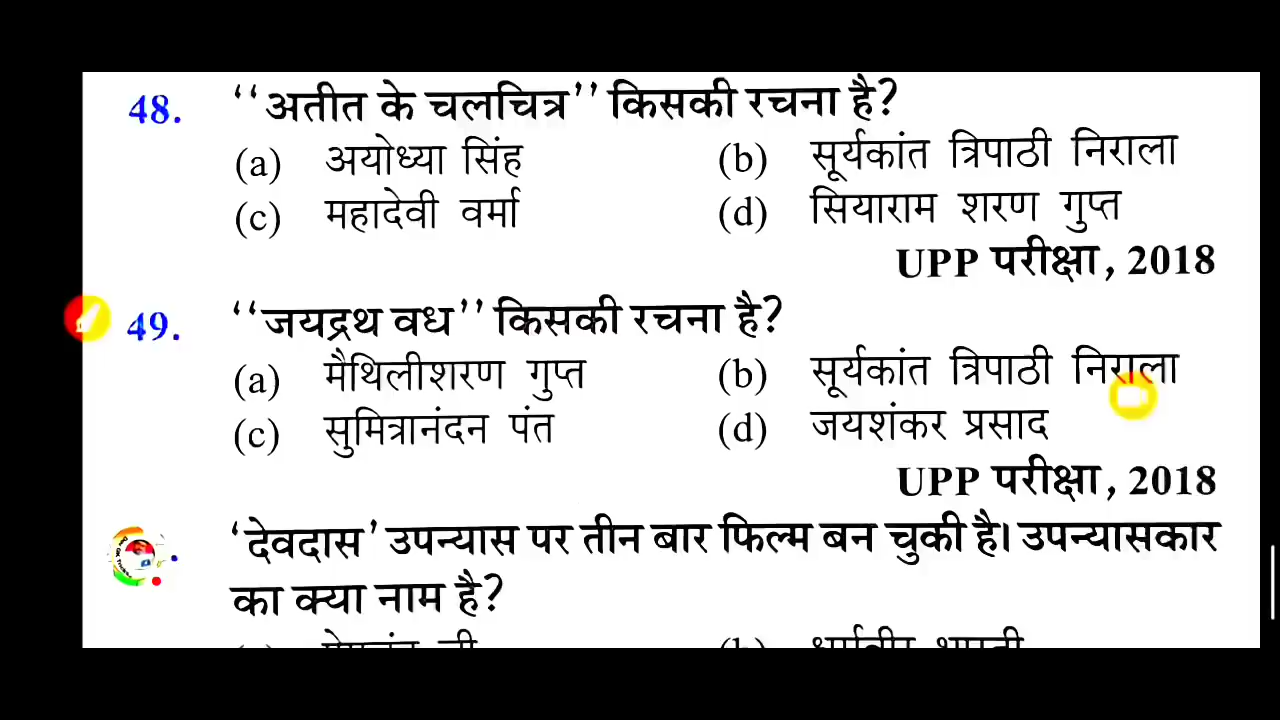 48. ‘‘अतीत के चलचित्र’’ किसकी रचना है?
(a) अयोध्या सिंह (b) सूर्यकांत त्रिपाठी निराला
(c) महादेवी वर्मा (d) सियाराम शरण गुप्त
UPP परीक्षा, 2018
49. ‘‘जयद्रथ वध’’ किसकी रचना है?
(a) मैथिलीशरण गुप्त (b) सूर्यकांत त्रिपाठी निराला
(c) सुमित्रानंदन पंत (d) जयशंकर प्रसाद
UPP परीक्षा, 2018
‘देवदास’ उपन्यास पर तीन बार फिल्म बन चुकी है। उपन्यासकार
का क्या नाम है?